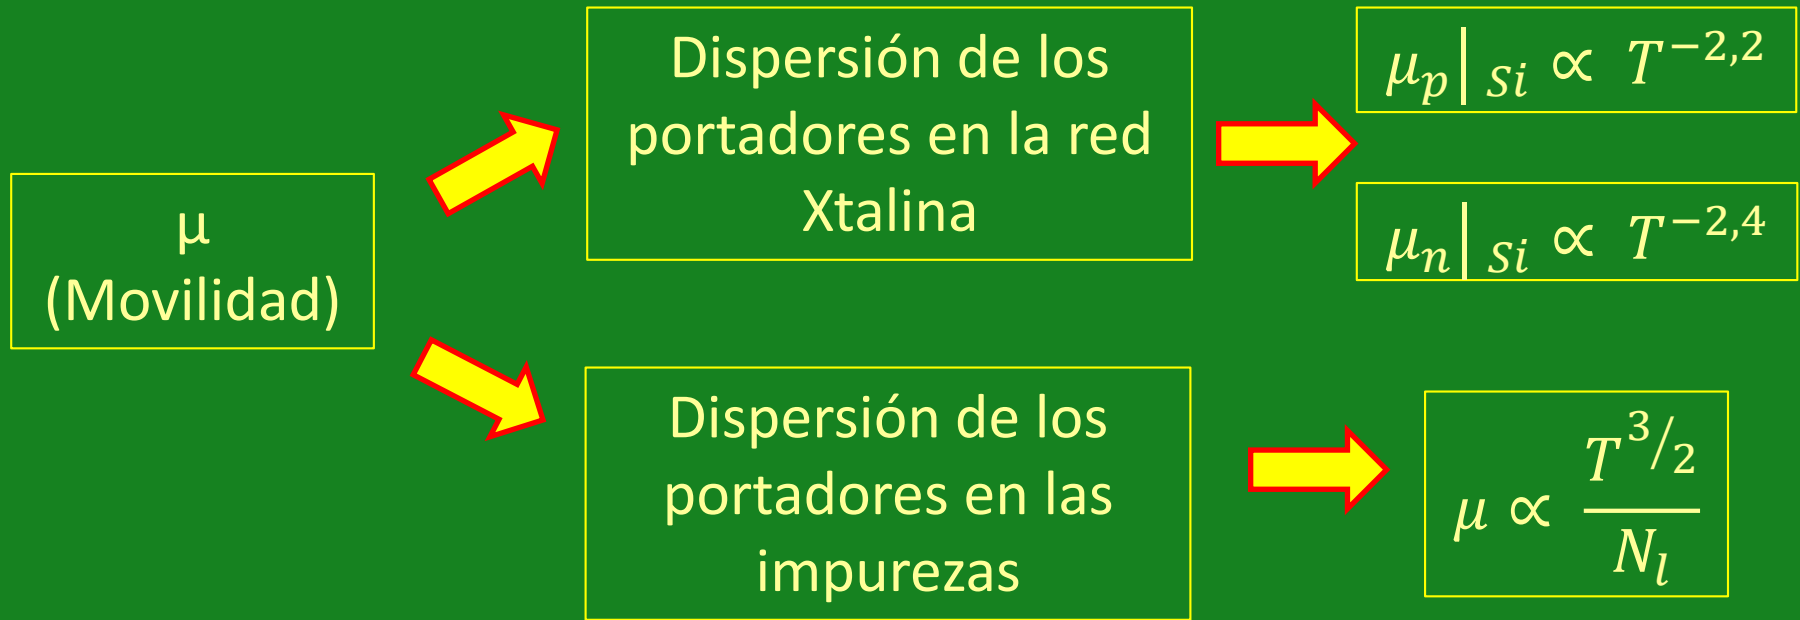 μ
(Movilidad)
Dispersión de los
portadores en la red
Xtalina
μₚ| Si ∝ T⁻²,²
μₙ| Si ∝ T⁻²,⁴
Dispersión de los
portadores en las
impurezas
μ ∝ T^3/2 / N_l